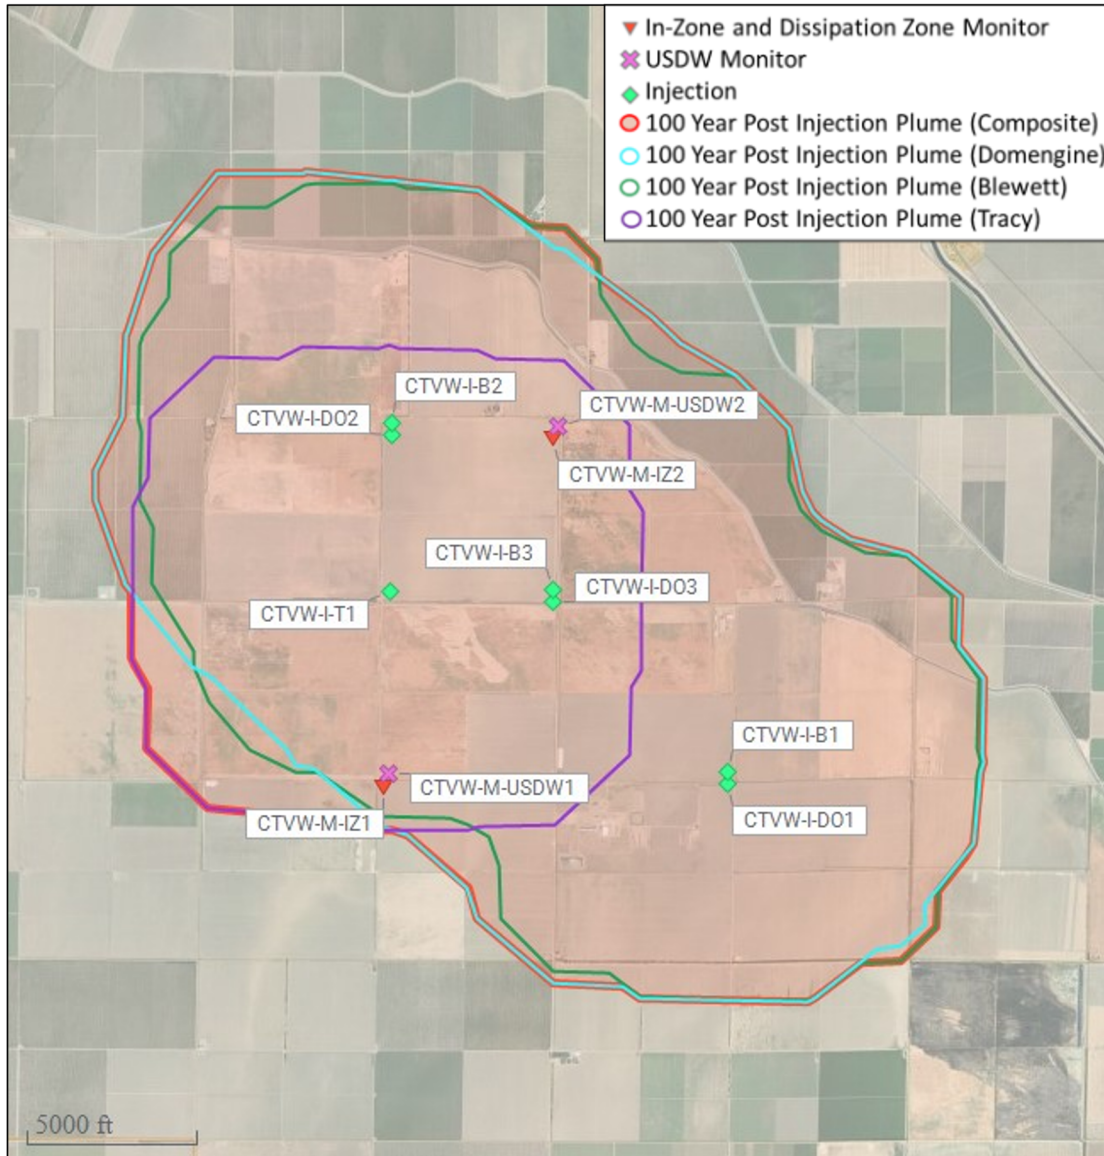 In-Zone and Dissipation Zone Monitor
USDW Monitor
Injection
100 Year Post Injection Plume (Composite)
100 Year Post Injection Plume (Domengine)
100 Year Post Injection Plume (Blewett)
100 Year Post Injection Plume (Tracy)
CTVW-I-B2
CTVW-I-DO2
CTVW-M-USDW2
CTVW-M-IZ2
CTVW-I-B3
CTVW-I-DO3
CTVW-I-T1
CTVW-I-B1
CTVW-M-USDW1
CTVW-M-IZ1
CTVW-I-DO1
5000 ft